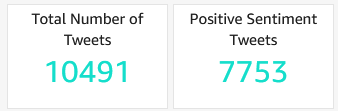 Total Number of
Tweets
10491
Positive Sentiment
Tweets
7753